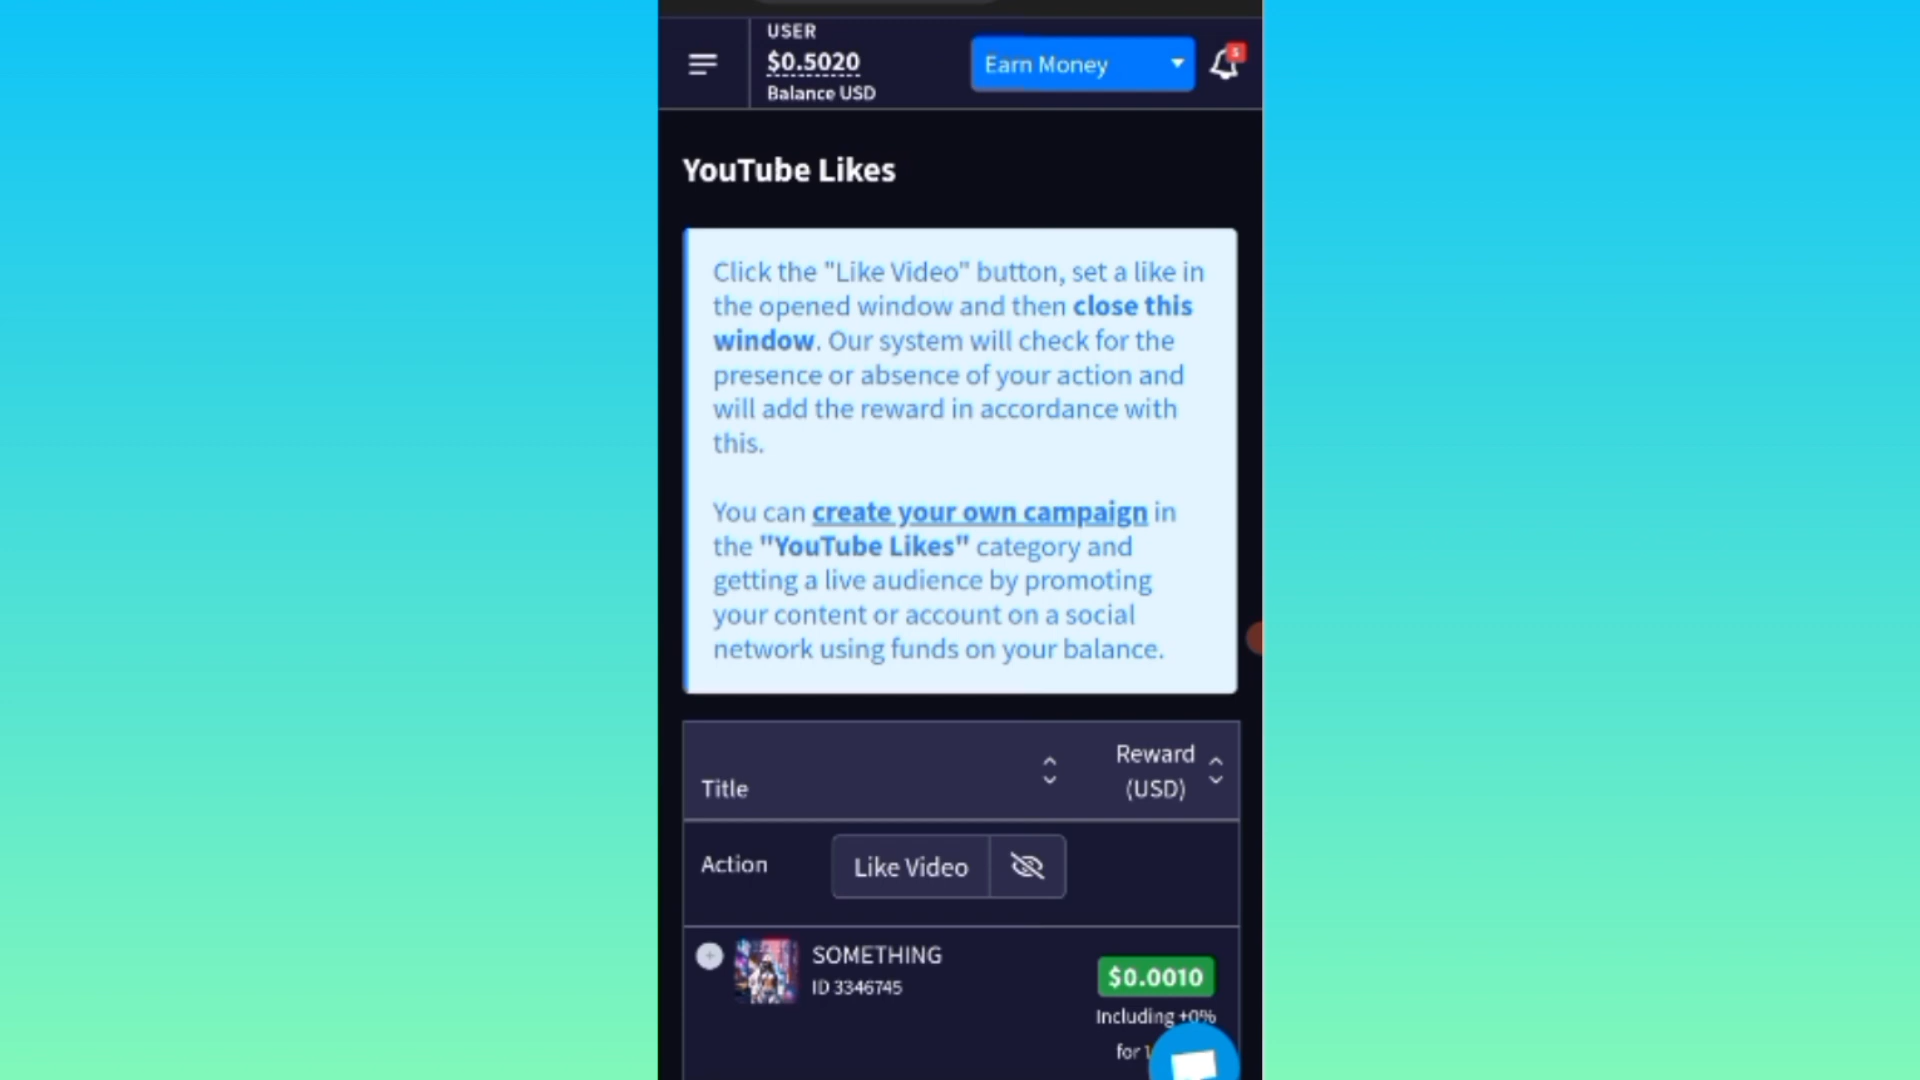 USER
$0.5020
Balance USD
Earn Money
5
YouTube Likes
Click the "Like Video" button, set a like in
the opened window and then close this
window. Our system will check for the
presence or absence of your action and
will add the reward in accordance with
this.
You can create your own campaign in
the "YouTube Likes" category and
getting a live audience by promoting
your content or account on a social
network using funds on your balance.
Title
Reward
(USD)
Action
Like Video
SOMETHING
ID 3346745
$0.0010
Including +0%
for